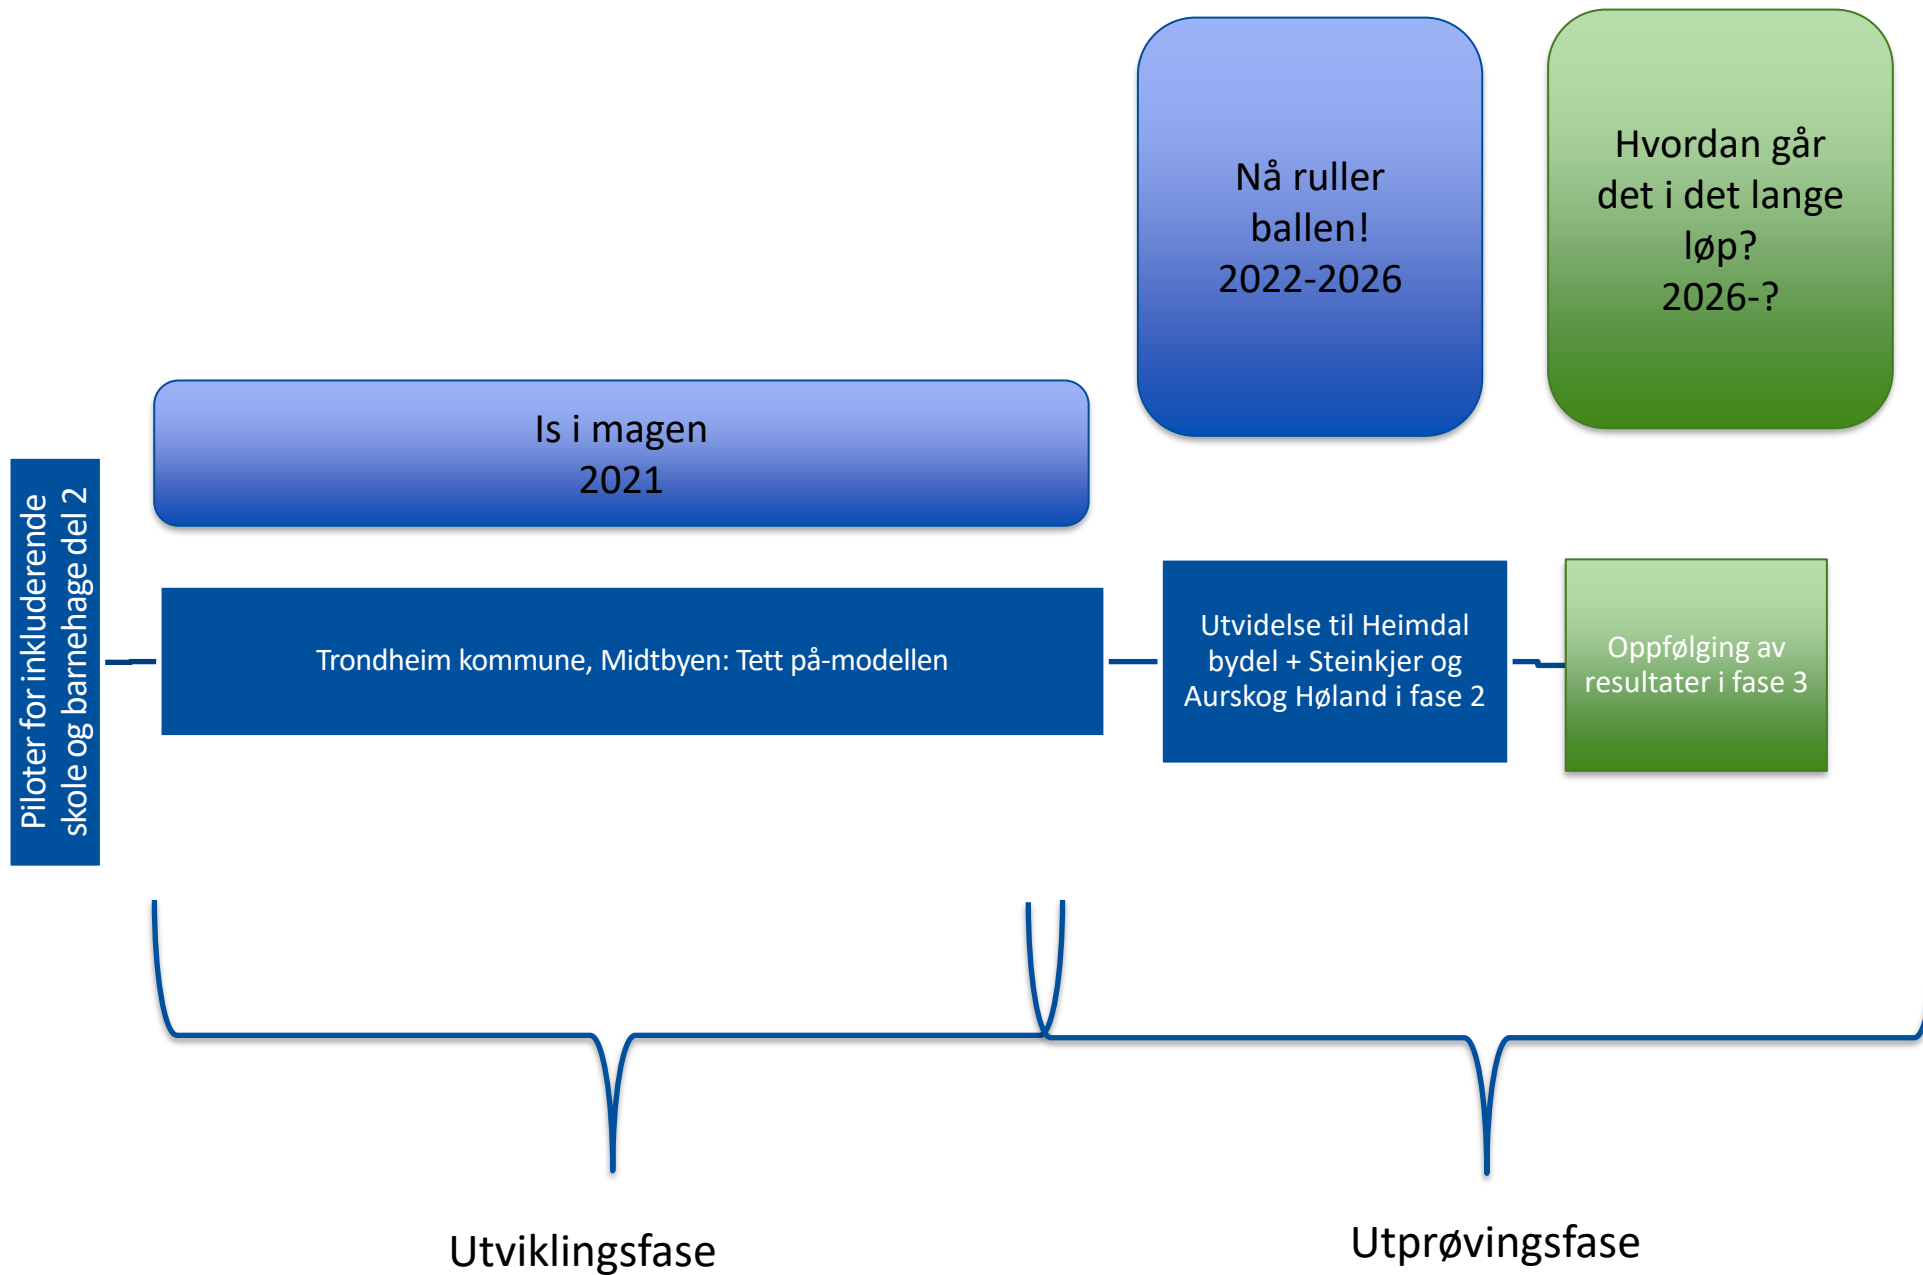 Nå ruller
ballen!
2022-2026
Hvordan går
det i det lange
løp?
2026-?
Is i magen
2021
Piloter for inkluderende
skole og barnehage del 2
Trondheim kommune, Midtbyen: Tett på-modellen
Utvidelse til Heimdal
bydel + Steinkjer og
Aurskog Høland i fase 2
Oppfølging av
resultater i fase 3
Utviklingsfase
Utprøvingsfase